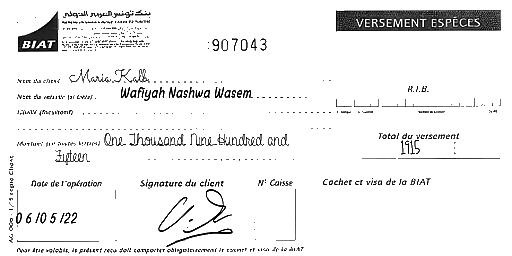 بنك تونس العربي الدولي
BIAT
VERSEMENT ESPÈCES
907043
Nom du client Maria Kalb
Nom du verseur (si tiers) Wafiyah Nashwa Wasem
R.I.B.
Libellé (facultatif)
Montant (en toutes lettres) One Thousand Nine Hundred and
Fifteen
Total du versement
1915
Date de l'opération Signature du client N° Caisse Cachet et visa de la BIAT
06/05/22
Pour être valable, le présent reçu doit comporter obligatoirement le cachet et visa de la BIAT